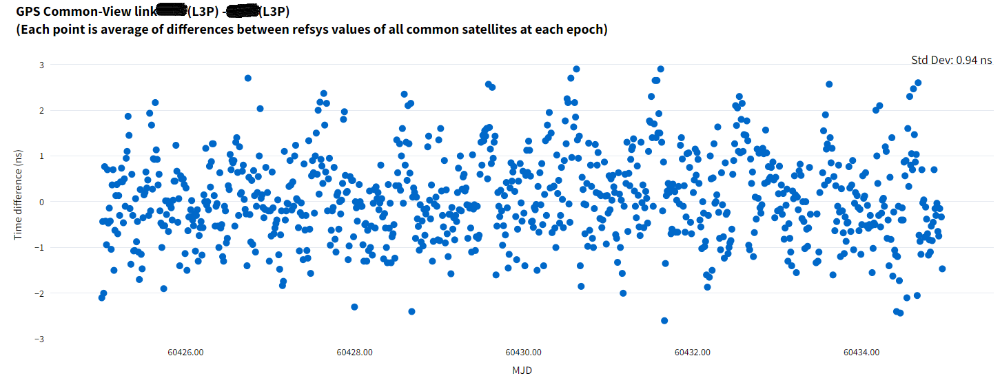 GPS Common-View link (L3P) - (L3P)
(Each point is average of differences between refsys values of all common satellites at each epoch)
Std Dev: 0.94 ns
3
2
1
0
−1
−2
−3
Time difference (ns)
60426.00 60428.00 60430.00 60432.00 60434.00
MJD